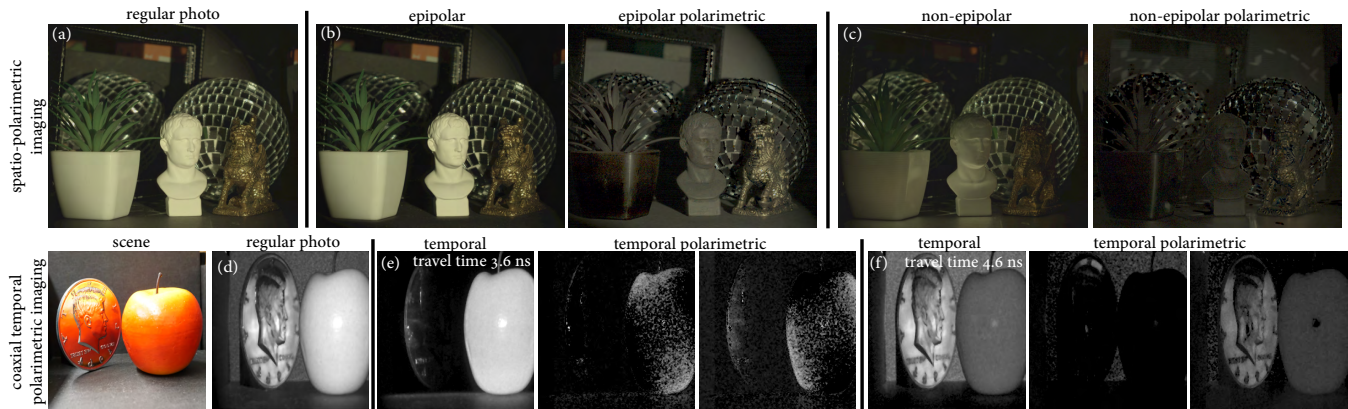 regular photo
epipolar
epipolar polarimetric
non-epipolar
non-epipolar polarimetric
spatio-polarimetric
imaging
(a)
(b)
(c)
scene
regular photo
temporal
temporal polarimetric
temporal
temporal polarimetric
coaxial temporal
polarimetric imaging
(d)
(e)
travel time 3.6 ns
(f)
travel time 4.6 ns